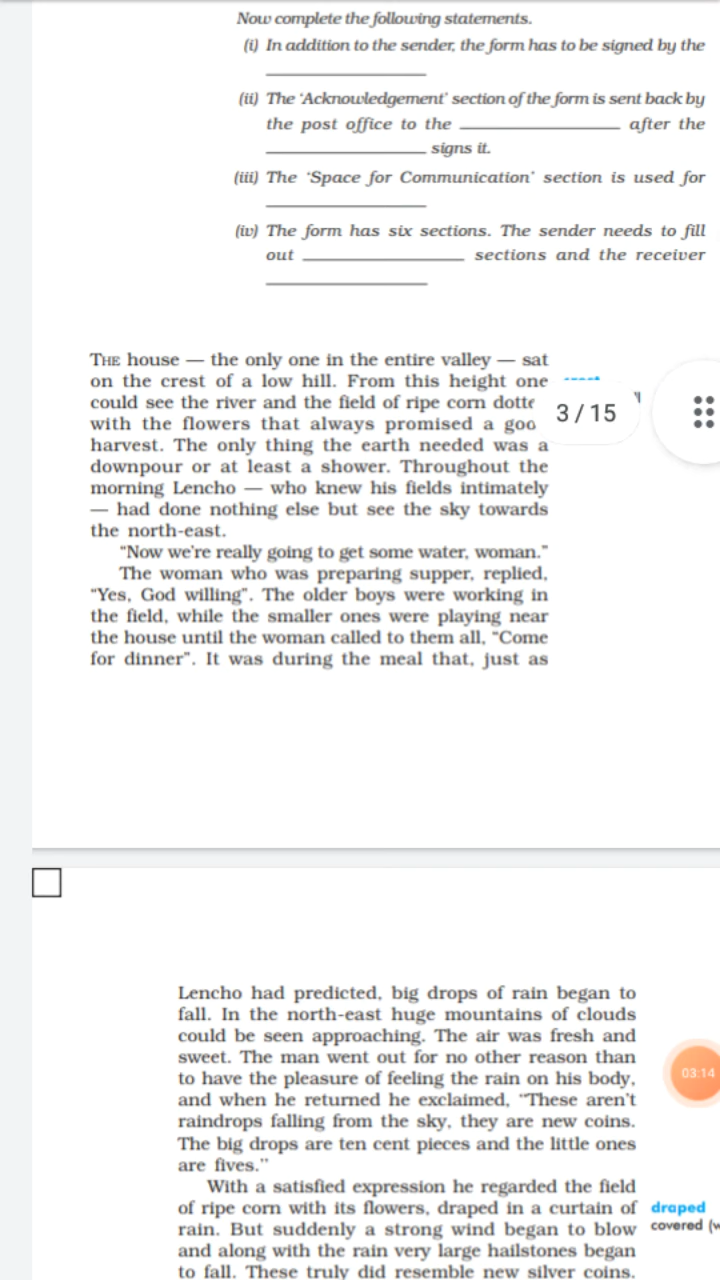 Now complete the following statements.
(i) In addition to the sender, the form has to be signed by the
____________
(ii) The ‘Acknowledgement’ section of the form is sent back by
the post office to the ____________ after the
____________ signs it.
(iii) The ‘Space for Communication’ section is used for
____________
(iv) The form has six sections. The sender needs to fill
out ____________ sections and the receiver
____________
THE house — the only one in the entire valley — sat
on the crest of a low hill. From this height one
could see the river and the field of ripe corn dotte
with the flowers that always promised a goo
3 / 15
harvest. The only thing the earth needed was a
downpour or at least a shower. Throughout the
morning Lencho — who knew his fields intimately
— had done nothing else but see the sky towards
the north-east.
“Now we’re really going to get some water, woman.”
The woman who was preparing supper, replied,
“Yes, God willing”. The older boys were working in
the field, while the smaller ones were playing near
the house until the woman called to them all, “Come
for dinner”. It was during the meal that, just as
Lencho had predicted, big drops of rain began to
fall. In the north-east huge mountains of clouds
could be seen approaching. The air was fresh and
sweet. The man went out for no other reason than
to have the pleasure of feeling the rain on his body,
03:14
and when he returned he exclaimed, “These aren’t
raindrops falling from the sky, they are new coins.
The big drops are ten cent pieces and the little ones
are fives.”
With a satisfied expression he regarded the field
of ripe corn with its flowers, draped in a curtain of
draped
rain. But suddenly a strong wind began to blow
covered (w
and along with the rain very large hailstones began
to fall. These truly did resemble new silver coins.